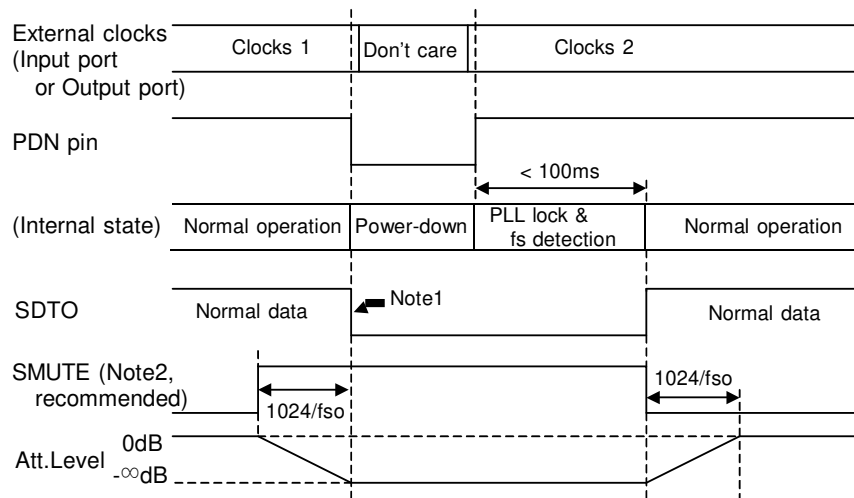 External clocks
(Input port
or Output port)
Clocks 1
Don't care
Clocks 2
PDN pin
< 100ms
(Internal state)
Normal operation
Power-down
PLL lock &
fs detection
Normal operation
SDTO
Normal data
Note1
Normal data
SMUTE (Note2,
recommended)
1024/fso
1024/fso
Att.Level
0dB
-∞dB